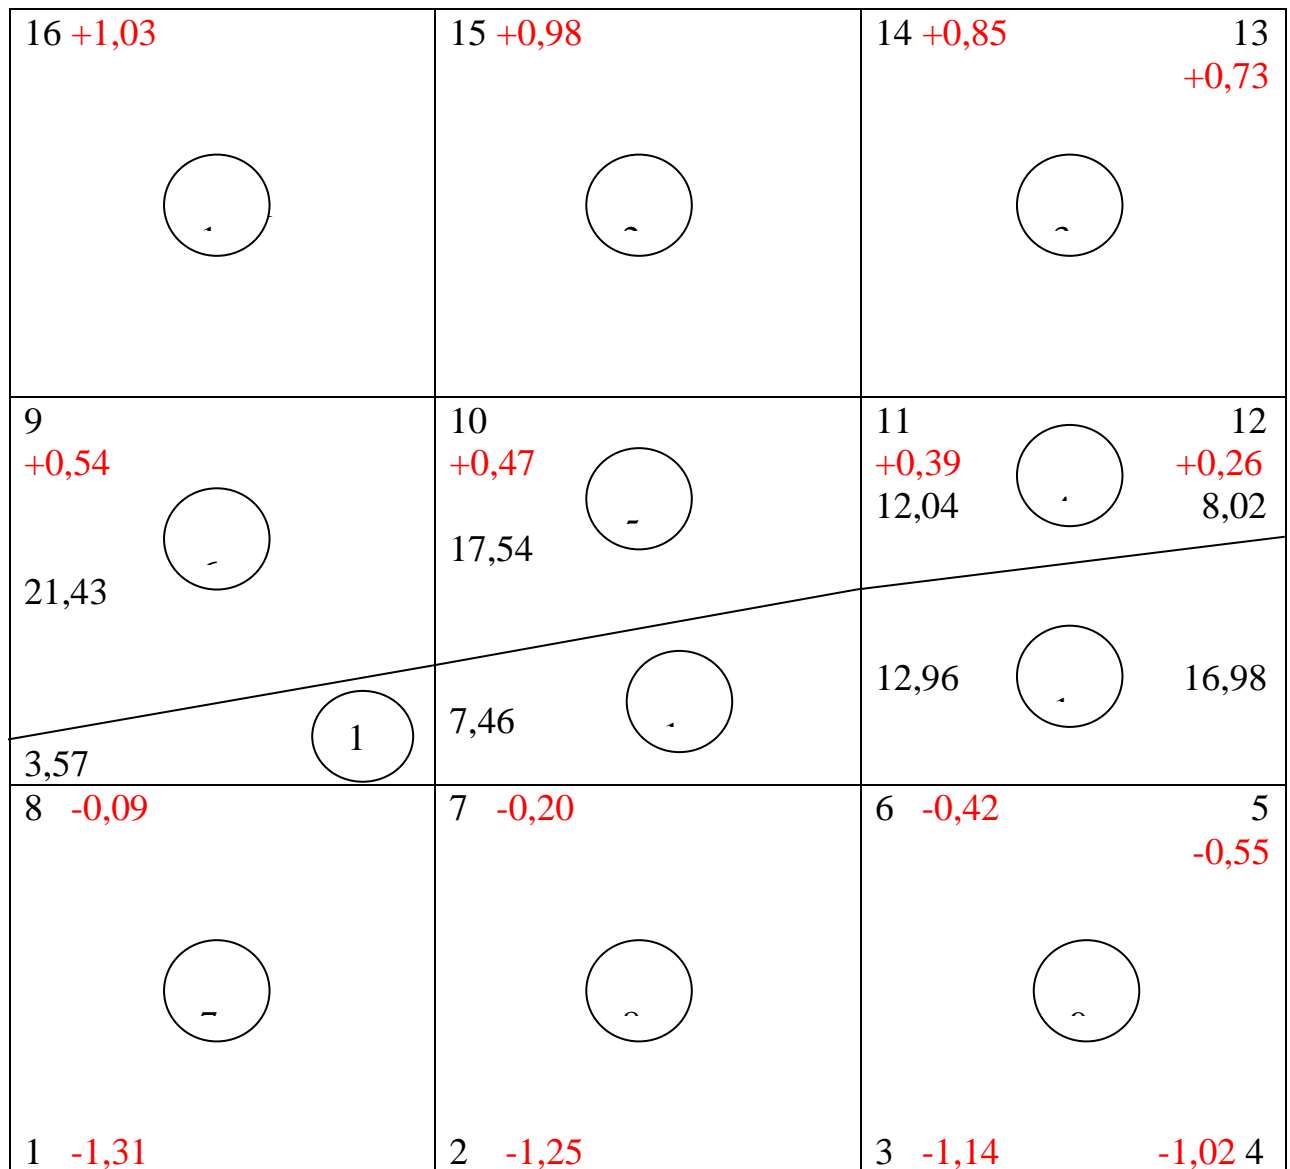 16 +1,03 15 +0,98 14 +0,85 13
+0,73
9 10 11 12
+0,54 +0,47 +0,39 +0,26
12,04 8,02
17,54
21,43
12,96 16,98
7,46
1
3,57
8 -0,09 7 -0,20 6 -0,42 5
-0,55
1 -1,31 2 -1,25 3 -1,14 -1,02 4